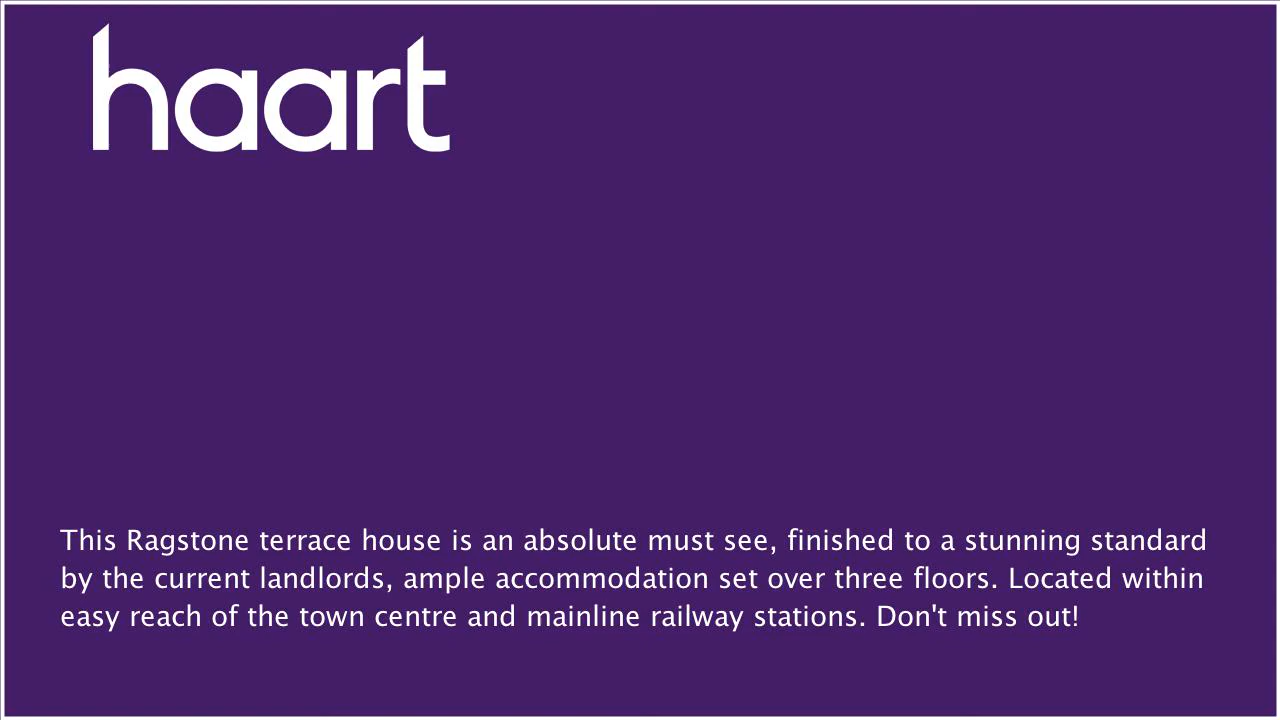 haart
This Ragstone terrace house is an absolute must see, finished to a stunning standard
by the current landlords, ample accommodation set over three floors. Located within
easy reach of the town centre and mainline railway stations. Don't miss out!